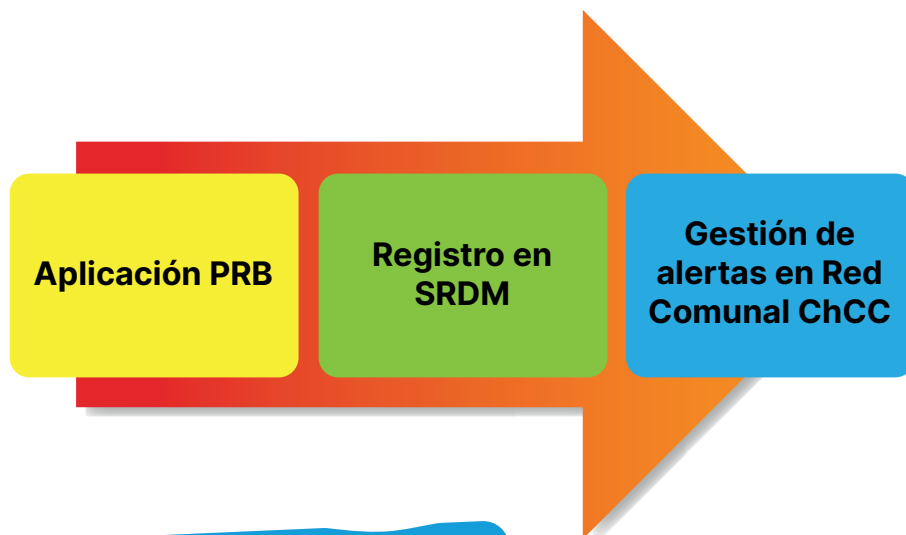 Aplicación PRB
Registro en
SRDM
Gestión de
alertas en Red
Comunal ChCC